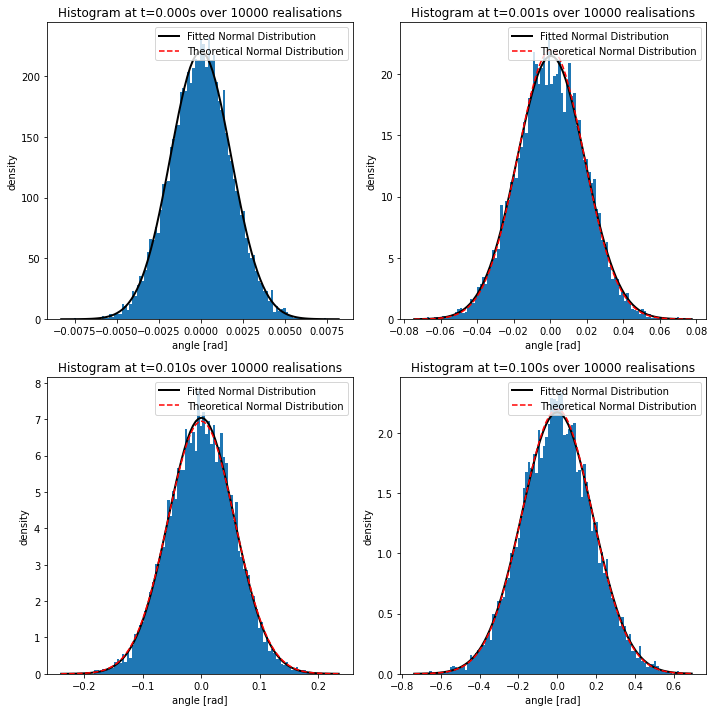 Histogram at t=0.000s over 10000 realisations
Fitted Normal Distribution
Theoretical Normal Distribution
density
200
150
100
50
0
−0.0075 −0.0050 −0.0025 0.0000 0.0025 0.0050 0.0075
angle [rad]
Histogram at t=0.001s over 10000 realisations
Fitted Normal Distribution
Theoretical Normal Distribution
density
20
15
10
5
0
−0.08 −0.06 −0.04 −0.02 0.00 0.02 0.04 0.06 0.08
angle [rad]
Histogram at t=0.010s over 10000 realisations
Fitted Normal Distribution
Theoretical Normal Distribution
density
8
7
6
5
4
3
2
1
0
−0.2 −0.1 0.0 0.1 0.2
angle [rad]
Histogram at t=0.100s over 10000 realisations
Fitted Normal Distribution
Theoretical Normal Distribution
density
2.0
1.5
1.0
0.5
0.0
−0.8 −0.6 −0.4 −0.2 0.0 0.2 0.4 0.6
angle [rad]